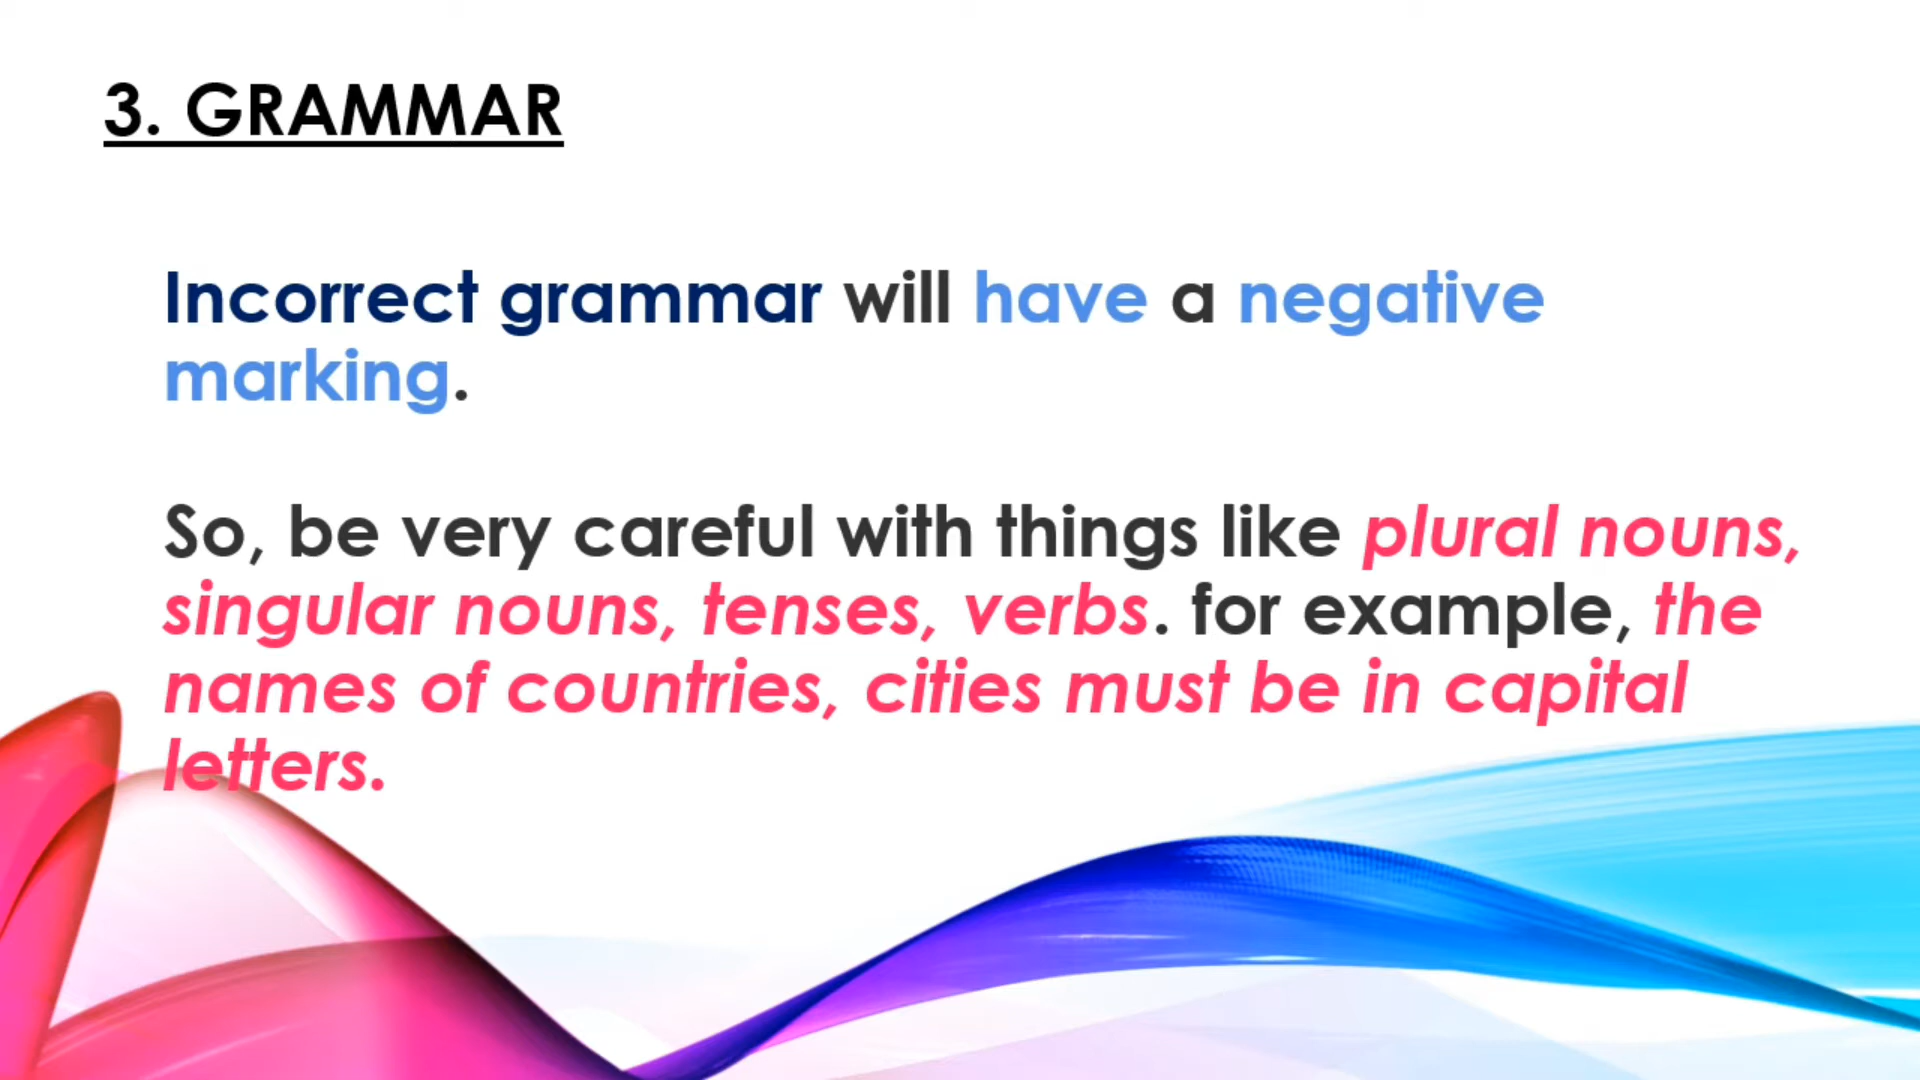 3. GRAMMAR
Incorrect grammar will have a negative
marking.
So, be very careful with things like plural nouns,
singular nouns, tenses, verbs. for example, the
names of countries, cities must be in capital
letters.